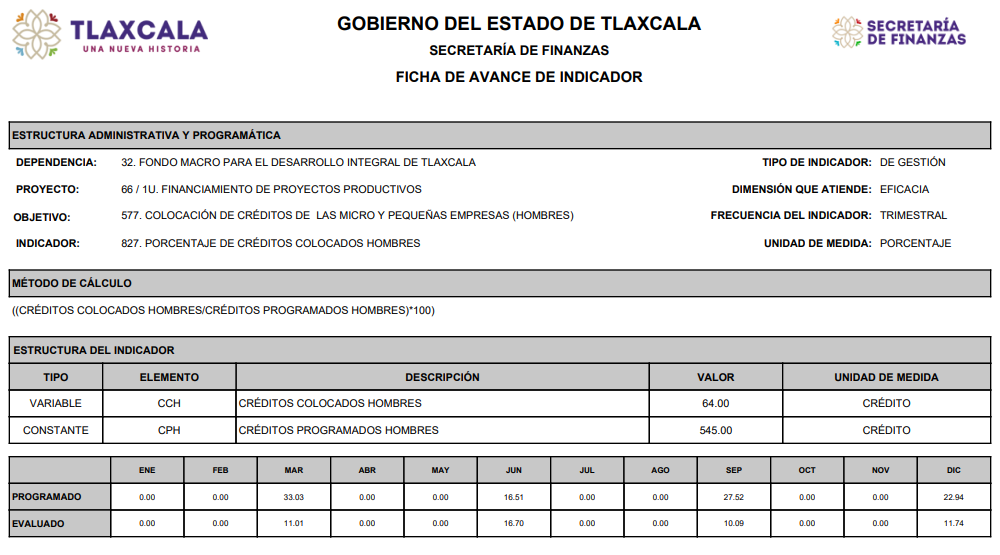 TLAXCALA
UNA NUEVA HISTORIA
GOBIERNO DEL ESTADO DE TLAXCALA
SECRETARÍA DE FINANZAS
FICHA DE AVANCE DE INDICADOR
SECRETARÍA
DE FINANZAS
ESTRUCTURA ADMINISTRATIVA Y PROGRAMÁTICA
DEPENDENCIA: 32. FONDO MACRO PARA EL DESARROLLO INTEGRAL DE TLAXCALA TIPO DE INDICADOR: DE GESTIÓN
PROYECTO: 66 / 1U. FINANCIAMIENTO DE PROYECTOS PRODUCTIVOS DIMENSIÓN QUE ATIENDE: EFICACIA
OBJETIVO: 577. COLOCACIÓN DE CRÉDITOS DE LAS MICRO Y PEQUEÑAS EMPRESAS (HOMBRES) FRECUENCIA DEL INDICADOR: TRIMESTRAL
INDICADOR: 827. PORCENTAJE DE CRÉDITOS COLOCADOS HOMBRES UNIDAD DE MEDIDA: PORCENTAJE
MÉTODO DE CÁLCULO
((CRÉDITOS COLOCADOS HOMBRES/CRÉDITOS PROGRAMADOS HOMBRES)*100)
ESTRUCTURA DEL INDICADOR
TIPO ELEMENTO DESCRIPCIÓN VALOR UNIDAD DE MEDIDA
VARIABLE CCH CRÉDITOS COLOCADOS HOMBRES 64.00 CRÉDITO
CONSTANTE CPH CRÉDITOS PROGRAMADOS HOMBRES 545.00 CRÉDITO
ENE FEB MAR ABR MAY JUN JUL AGO SEP OCT NOV DIC
PROGRAMADO 0.00 0.00 33.03 0.00 0.00 16.51 0.00 0.00 27.52 0.00 0.00 22.94
EVALUADO 0.00 0.00 11.01 0.00 0.00 16.70 0.00 0.00 10.09 0.00 0.00 11.74